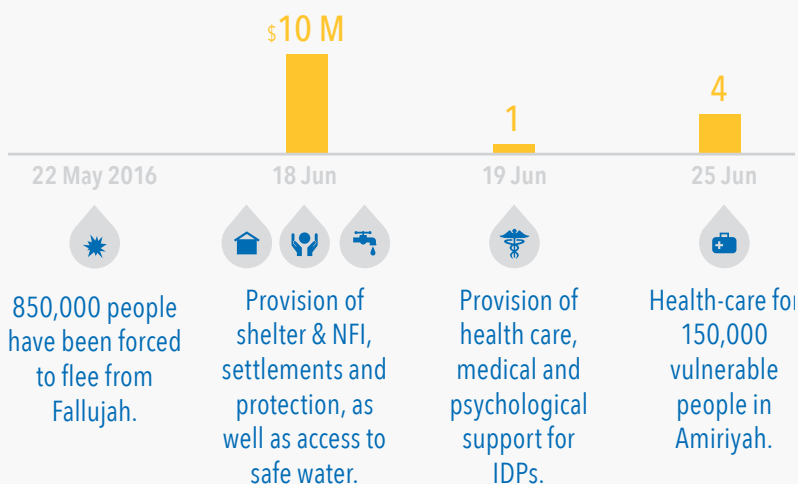 $10 M
1
4
22 May 2016
18 Jun
19 Jun
25 Jun
850,000 people
have been forced
to flee from
Fallujah.
Provision of
shelter & NFI,
settlements and
protection, as
well as access to
safe water.
Provision of
health care,
medical and
psychological
support for
IDPs.
Health-care for
150,000
vulnerable
people in
Amiriyah.